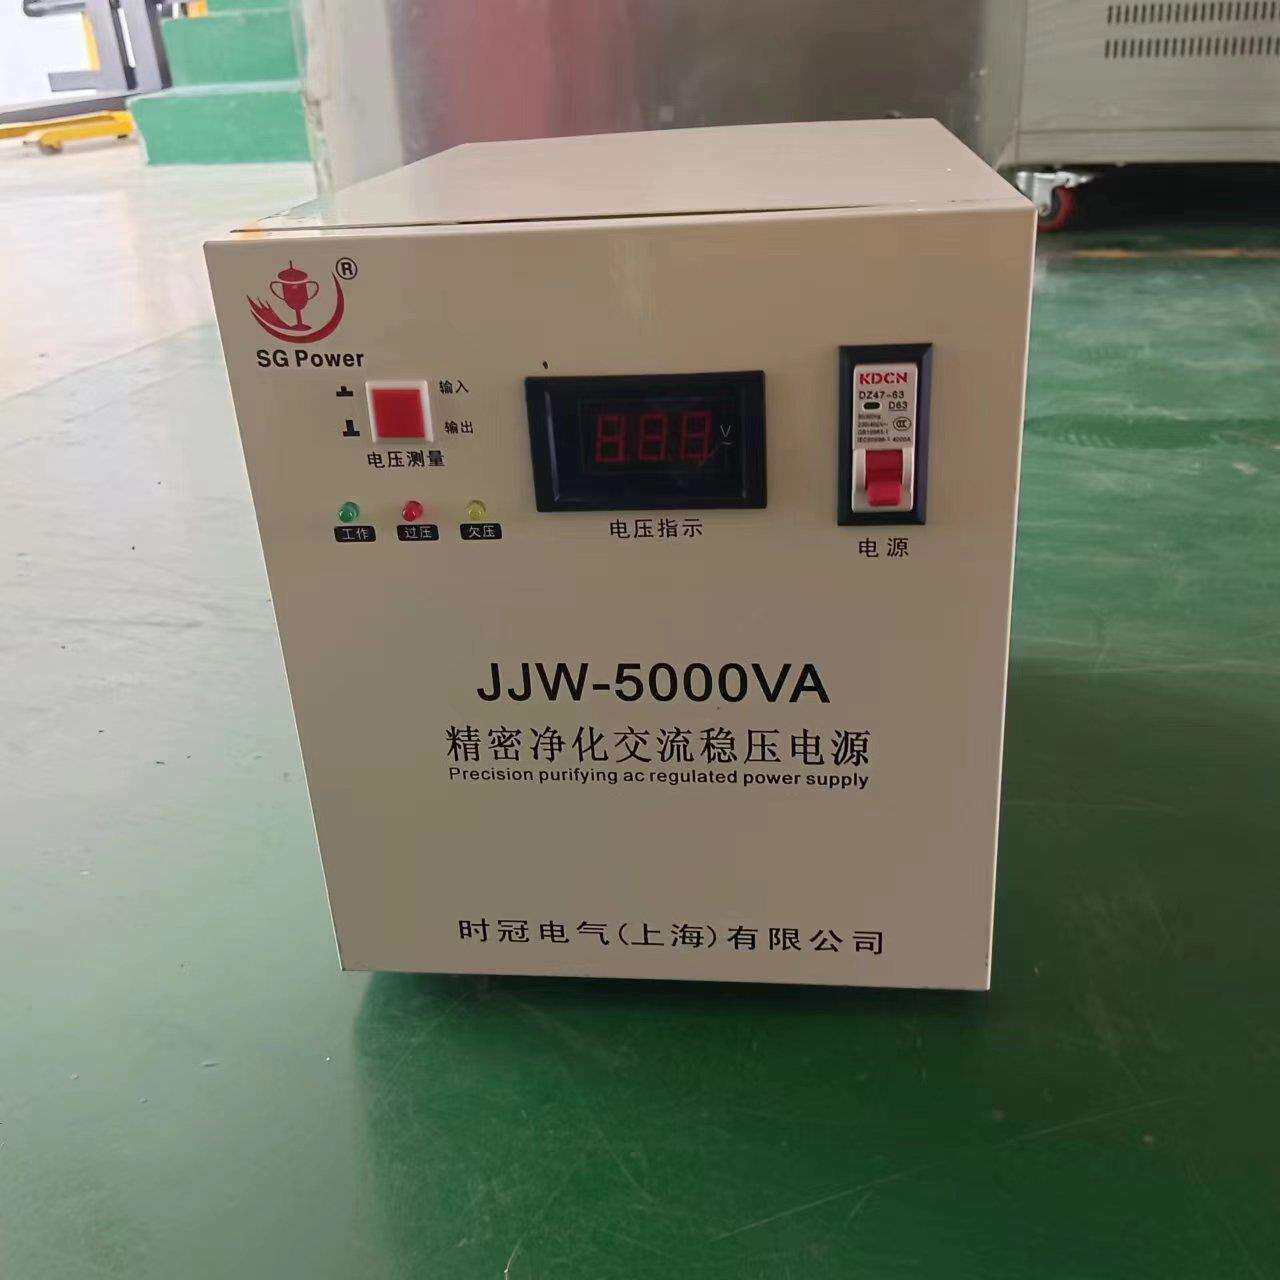 ®
SG Power
输入
输出
电压测量
工作
过压
欠压
V
电压指示
KDCN
DZ47-63
D63
电源
JJW-5000VA
精密净化交流稳压电源
Precision purifying ac regulated power supply
时冠电气(上海)有限公司